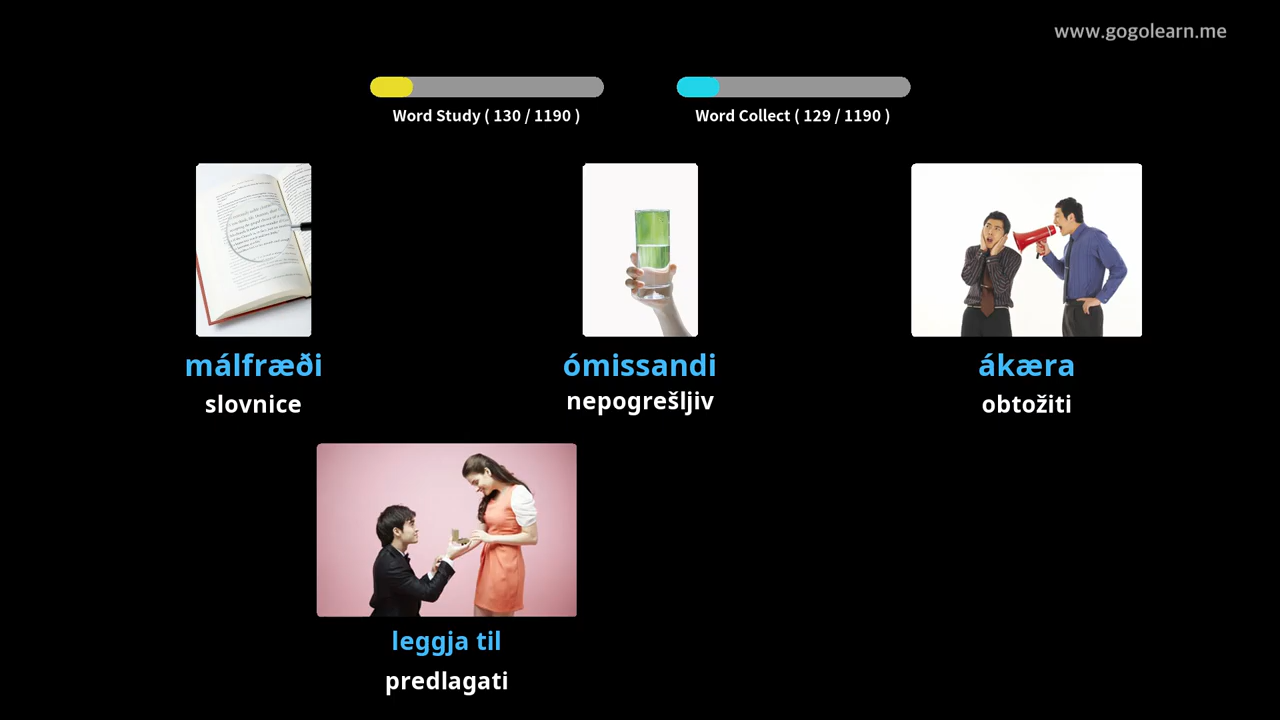 www.gogolearn.me
Word Study ( 130 / 1190 )
Word Collect ( 129 / 1190 )
málfræði
slovnice
ómissandi
nepogrešljiv
ákæra
obtožiti
leggja til
predlagati